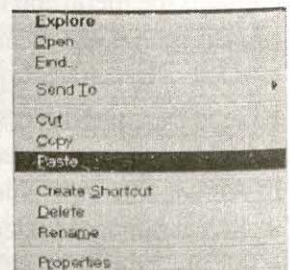 Explore
Open
Find...
Send To
Cut
Copy
Paste
Create Shortcut
Delete
Rename
Properties